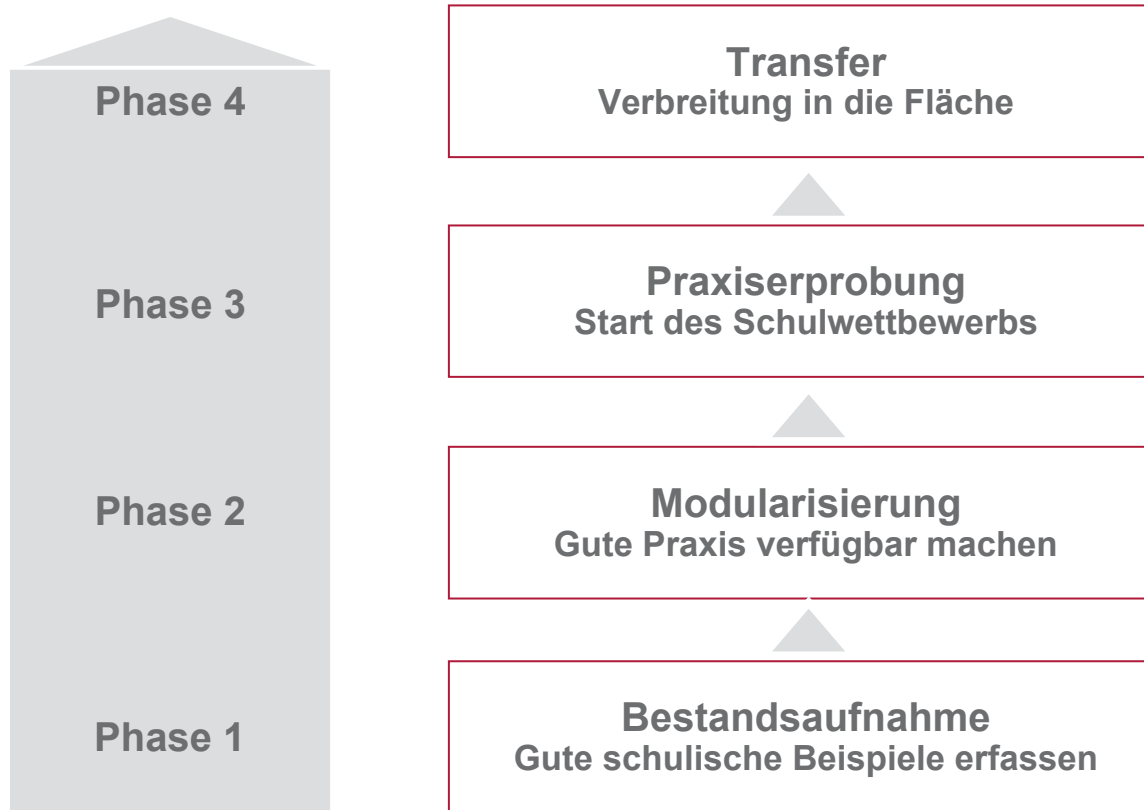 Phase 4
Transfer
Verbreitung in die Fläche
Phase 3
Praxiserprobung
Start des Schulwettbewerbs
Phase 2
Modularisierung
Gute Praxis verfügbar machen
Phase 1
Bestandsaufnahme
Gute schulische Beispiele erfassen